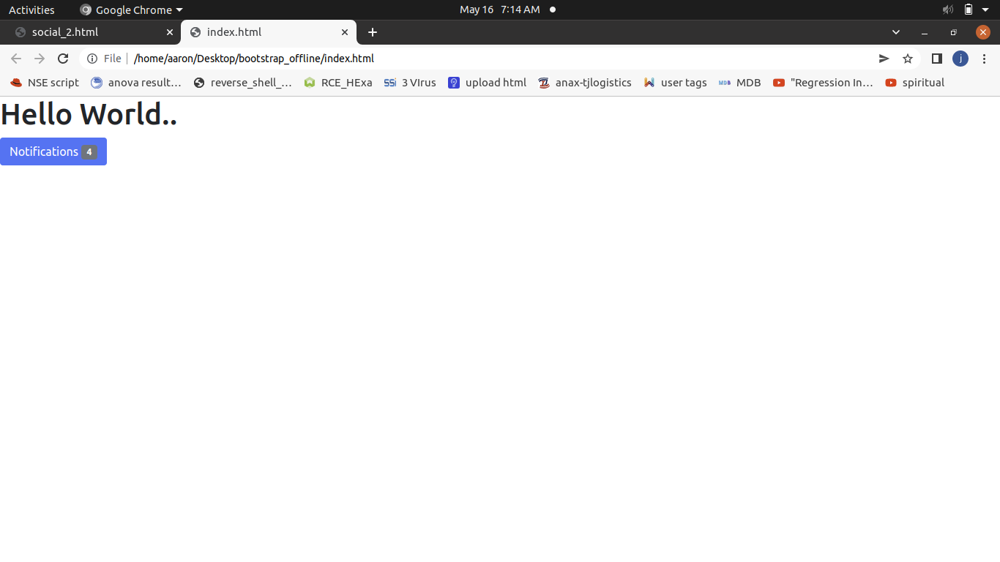 Activities Google Chrome May 16 7:14 AM
social_2.html index.html
File /home/aaron/Desktop/bootstrap_offline/index.html j
NSE script anova result… reverse_shell_… RCE_HExa SSi 3 VIrus upload html anax-tjlogistics user tags MDB MDB "Regression In… spiritual
Hello World..
Notifications 4